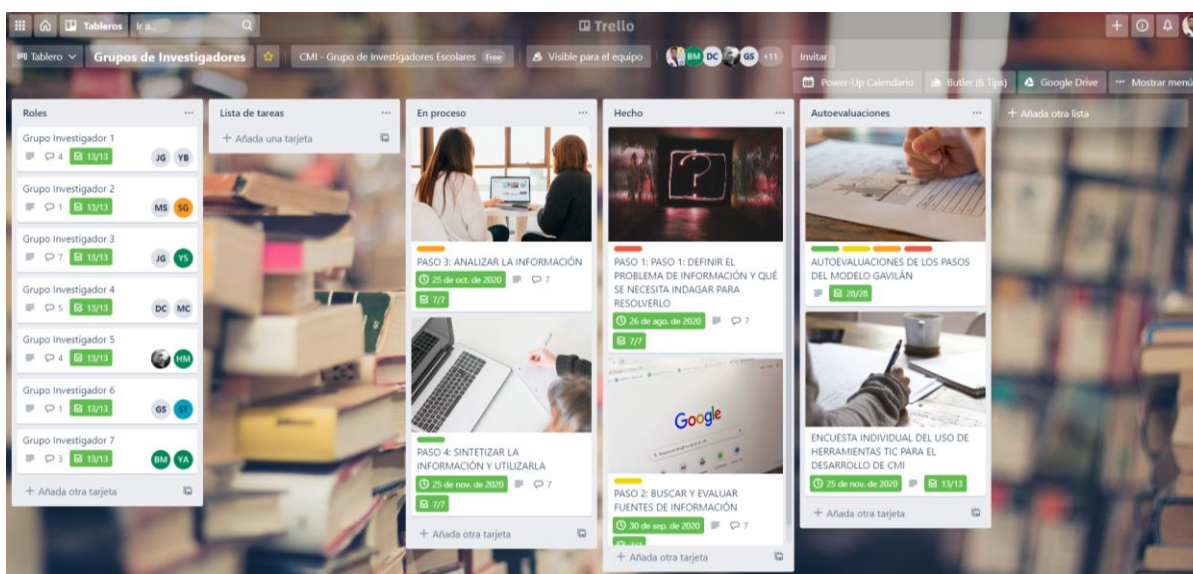 Tableros
Ir a...
Trello
Tablero
Grupos de Investigadores
CMI - Grupo de Investigadores Escolares Free
Visible para el equipo
BM DC GS +11
Invitar
Power-Up Calendario
Butler (6 Tips)
Google Drive
Mostrar menú
Roles
Grupo Investigador 1
4 13/13 JG YB
Grupo Investigador 2
1 13/13 MS SG
Grupo Investigador 3
7 13/13 JG YS
Grupo Investigador 4
5 13/13 DC MC
Grupo Investigador 5
4 13/13 HM
Grupo Investigador 6
1 13/13 GS ST
Grupo Investigador 7
3 13/13 BM YA
+ Añada otra tarjeta
Lista de tareas
+ Añada una tarjeta
En proceso
PASO 3: ANALIZAR LA INFORMACIÓN
25 de oct. de 2020 7
7/7
PASO 4: SINTETIZAR LA
INFORMACIÓN Y UTILIZARLA
25 de nov. de 2020 7
7/7
+ Añada otra tarjeta
Hecho
?
PASO 1: PASO 1: DEFINIR EL
PROBLEMA DE INFORMACIÓN Y QUÉ
SE NECESITA INDAGAR PARA
RESOLVERLO
26 de ago. de 2020 7
7/7
Google
PASO 2: BUSCAR Y EVALUAR
FUENTES DE INFORMACIÓN
30 de sep. de 2020 7
+ Añada otra tarjeta
Autoevaluaciones
AUTOEVALUACIONES DE LOS PASOS
DEL MODELO GAVILÁN
28/28
ENCUESTA INDIVIDUAL DEL USO DE
HERRAMIENTAS TIC PARA EL
DESARROLLO DE CMI
25 de nov. de 2020 13/13
+ Añada otra tarjeta
+ Añada otra lista